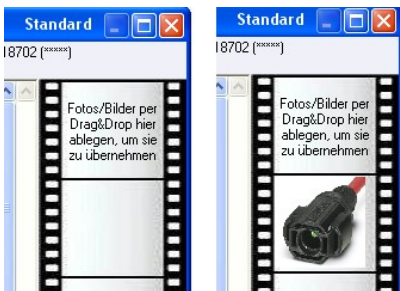 Standard
18702 (*****)
Fotos/Bilder per
Drag&Drop hier
ablegen, um sie
zu übernehmen
Standard
18702 (*****)
Fotos/Bilder per
Drag&Drop hier
ablegen, um sie
zu übernehmen